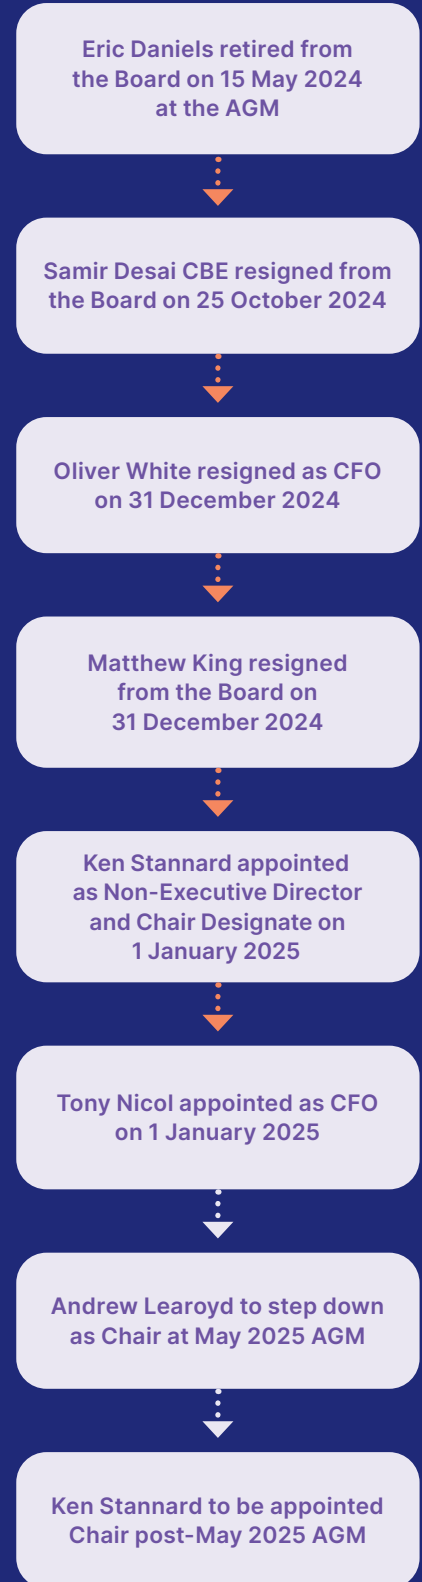 Eric Daniels retired from
the Board on 15 May 2024
at the AGM
Samir Desai CBE resigned from
the Board on 25 October 2024
Oliver White resigned as CFO
on 31 December 2024
Matthew King resigned
from the Board on
31 December 2024
Ken Stannard appointed
as Non-Executive Director
and Chair Designate on
1 January 2025
Tony Nicol appointed as CFO
on 1 January 2025
Andrew Learoyd to step down
as Chair at May 2025 AGM
Ken Stannard to be appointed
Chair post-May 2025 AGM